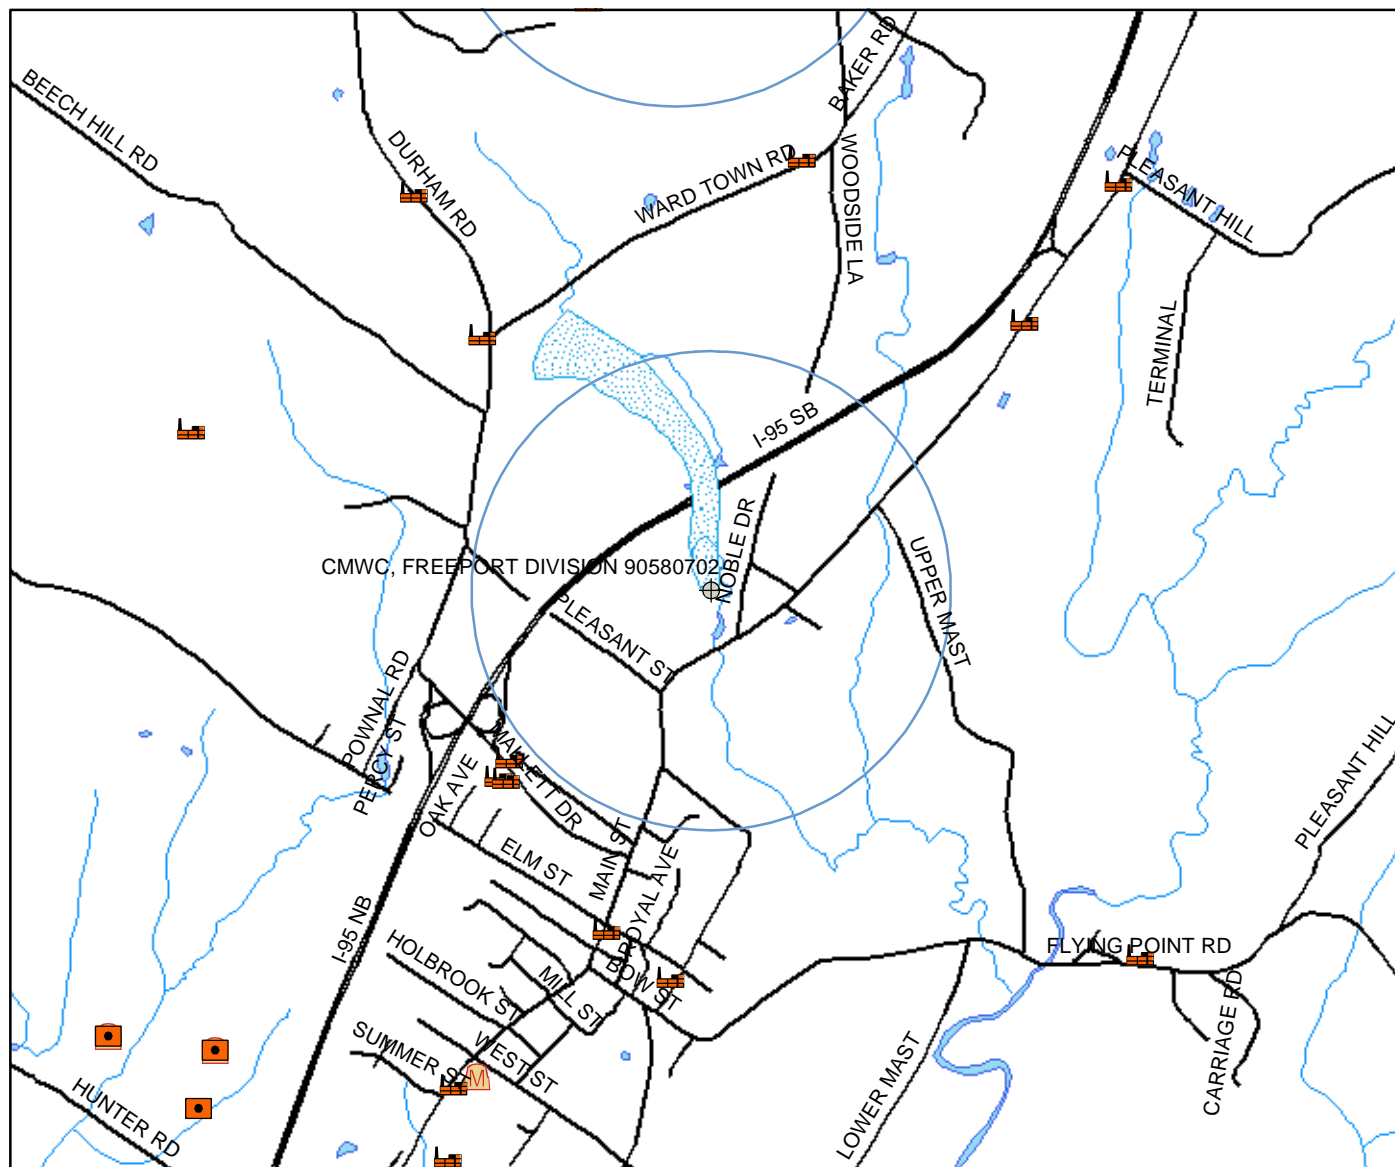 BEECH HILL RD
DURHAM RD
WARD TOWN RD
BAKER RD
WOODSIDE LA
PLEASANT HILL
TERMINAL
I-95 SB
NOBLE DR
CMWC, FREEPORT DIVISION 90580702
UPPER MAST
PLEASANT ST
POWNAL RD
PERCY ST
MALLETT DR
OAK AVE
ELM ST
MAIN ST
ROYAL AVE
PLEASANT HILL
I-95 NB
HOLBROOK ST
MILL ST
BOW ST
FLYING POINT RD
CARRIAGE RD
SUMMER ST
WEST ST
M
LOWER MAST
HUNTER RD